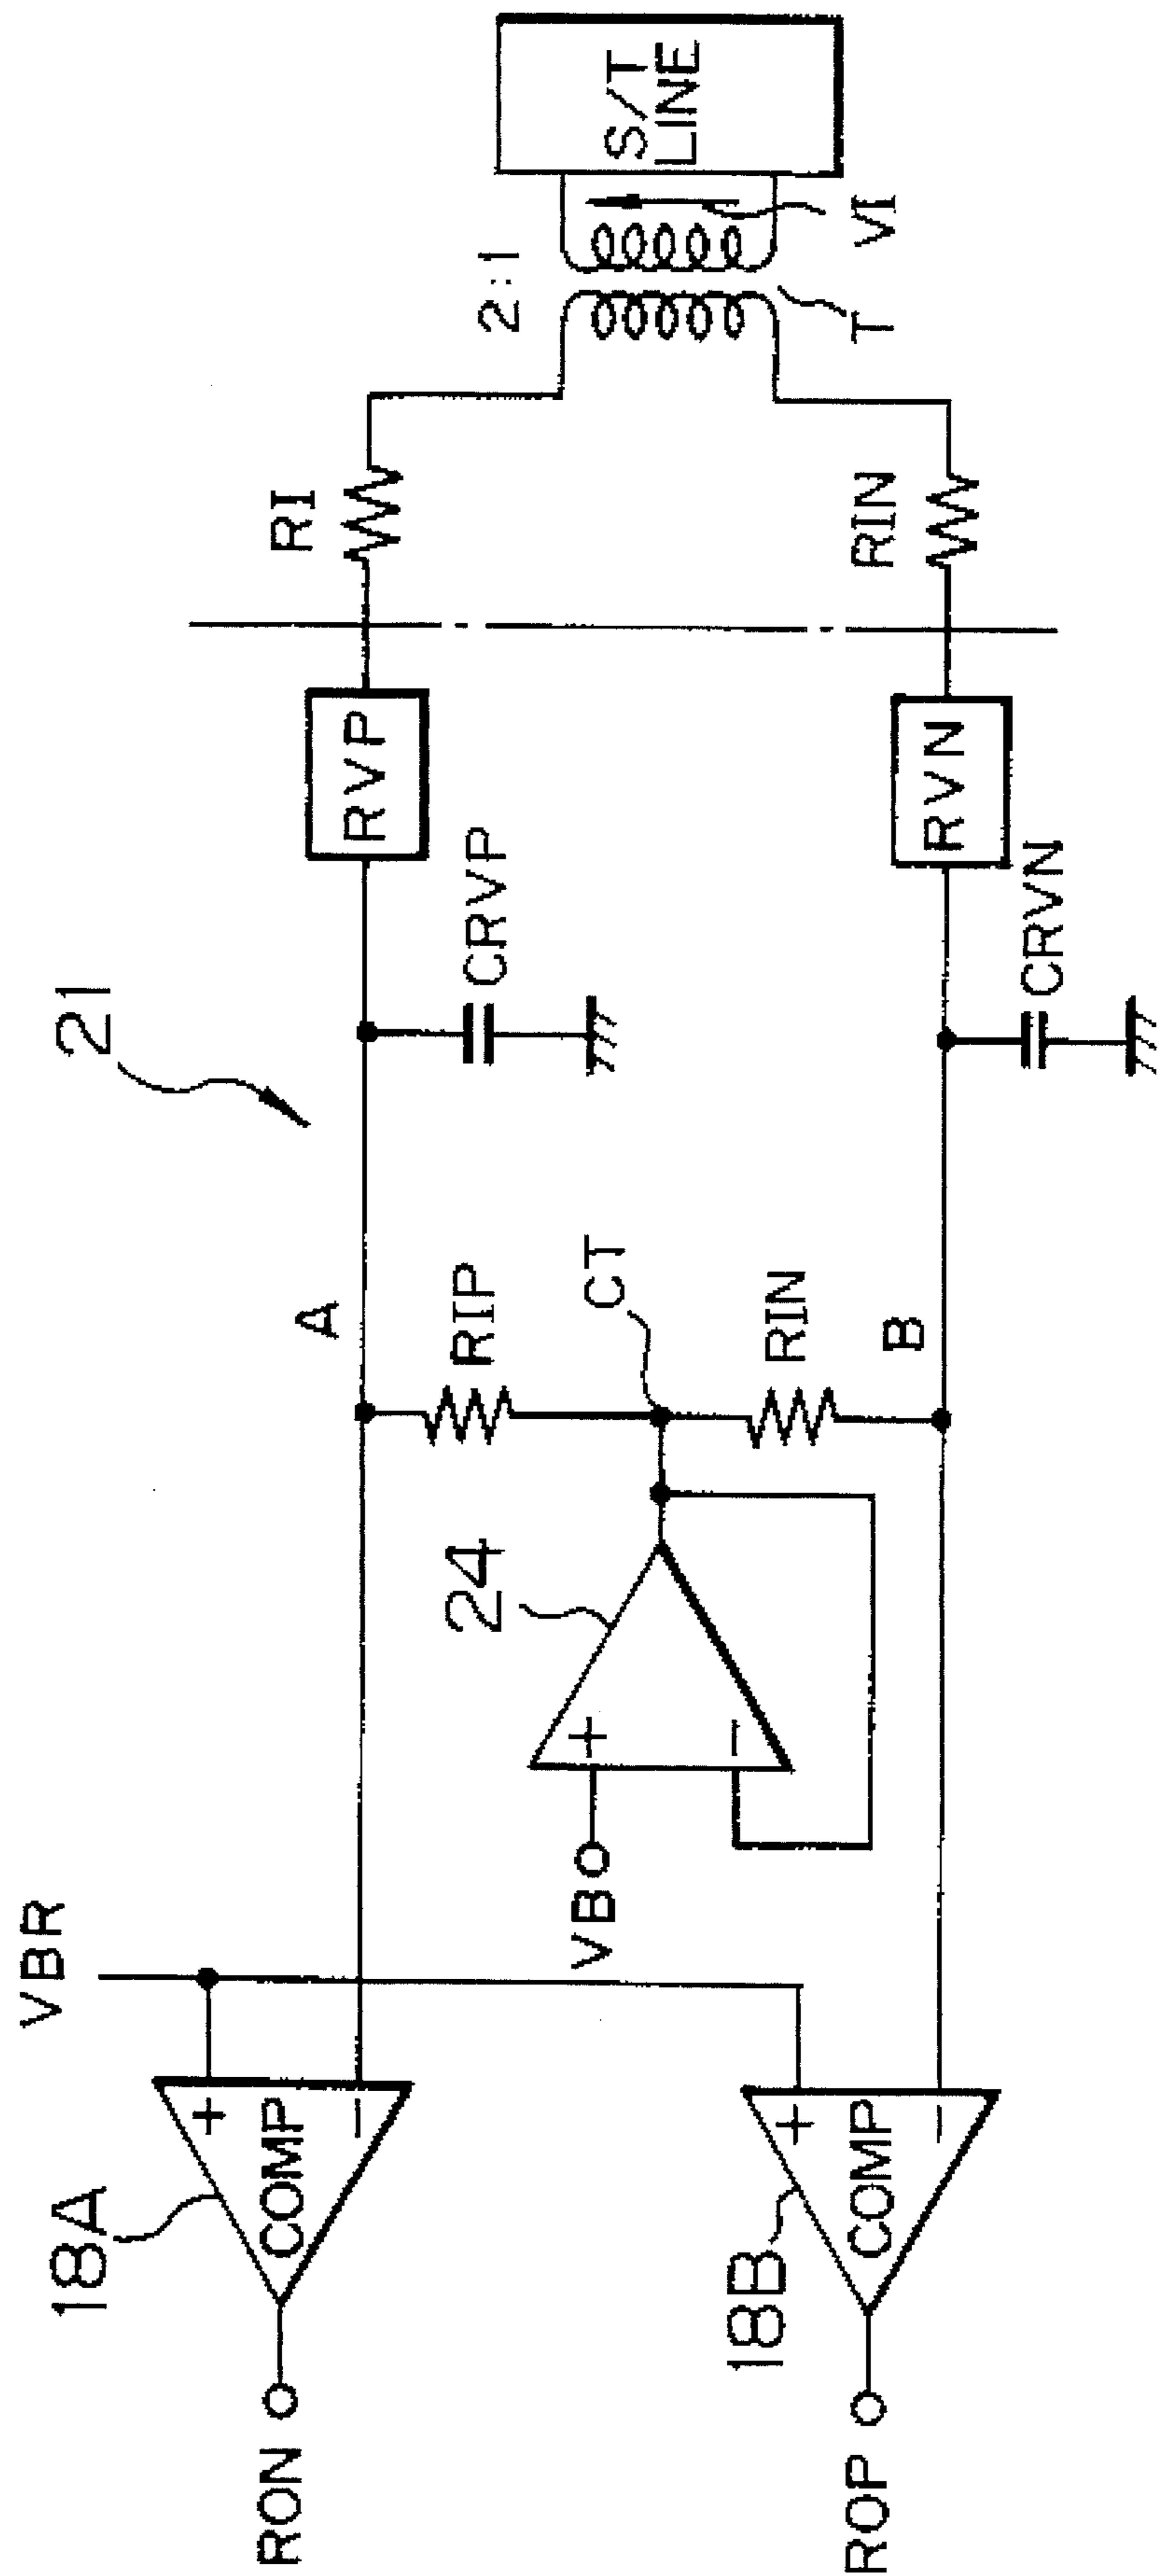 21
VBR
18A
+
-
COMP
RON
A
CRVP
RVP
RI
2:1
S/T
LINE
VI
T
RIP
CT
24
+
-
VB
RIN
B
18B
+
-
COMP
ROP
CRVN
RVN
RIN